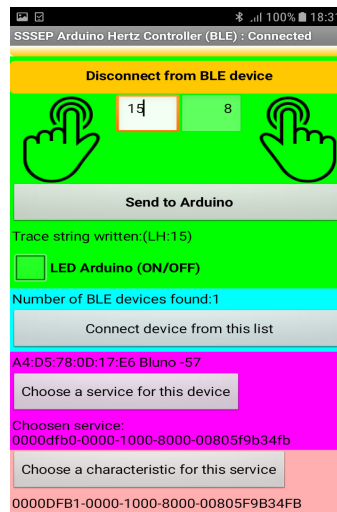 100% 18:31
SSSEP Arduino Hertz Controller (BLE) : Connected
Disconnect from BLE device
15 8
Send to Arduino
Trace string written:(LH:15)
LED Arduino (ON/OFF)
Number of BLE devices found:1
Connect device from this list
A4:D5:78:0D:17:E6 Bluno -57
Choose a service for this device
Choosen service:
0000dfb0-0000-1000-8000-00805f9b34fb
Choose a characteristic for this service
0000DFB1-0000-1000-8000-00805F9B34FB